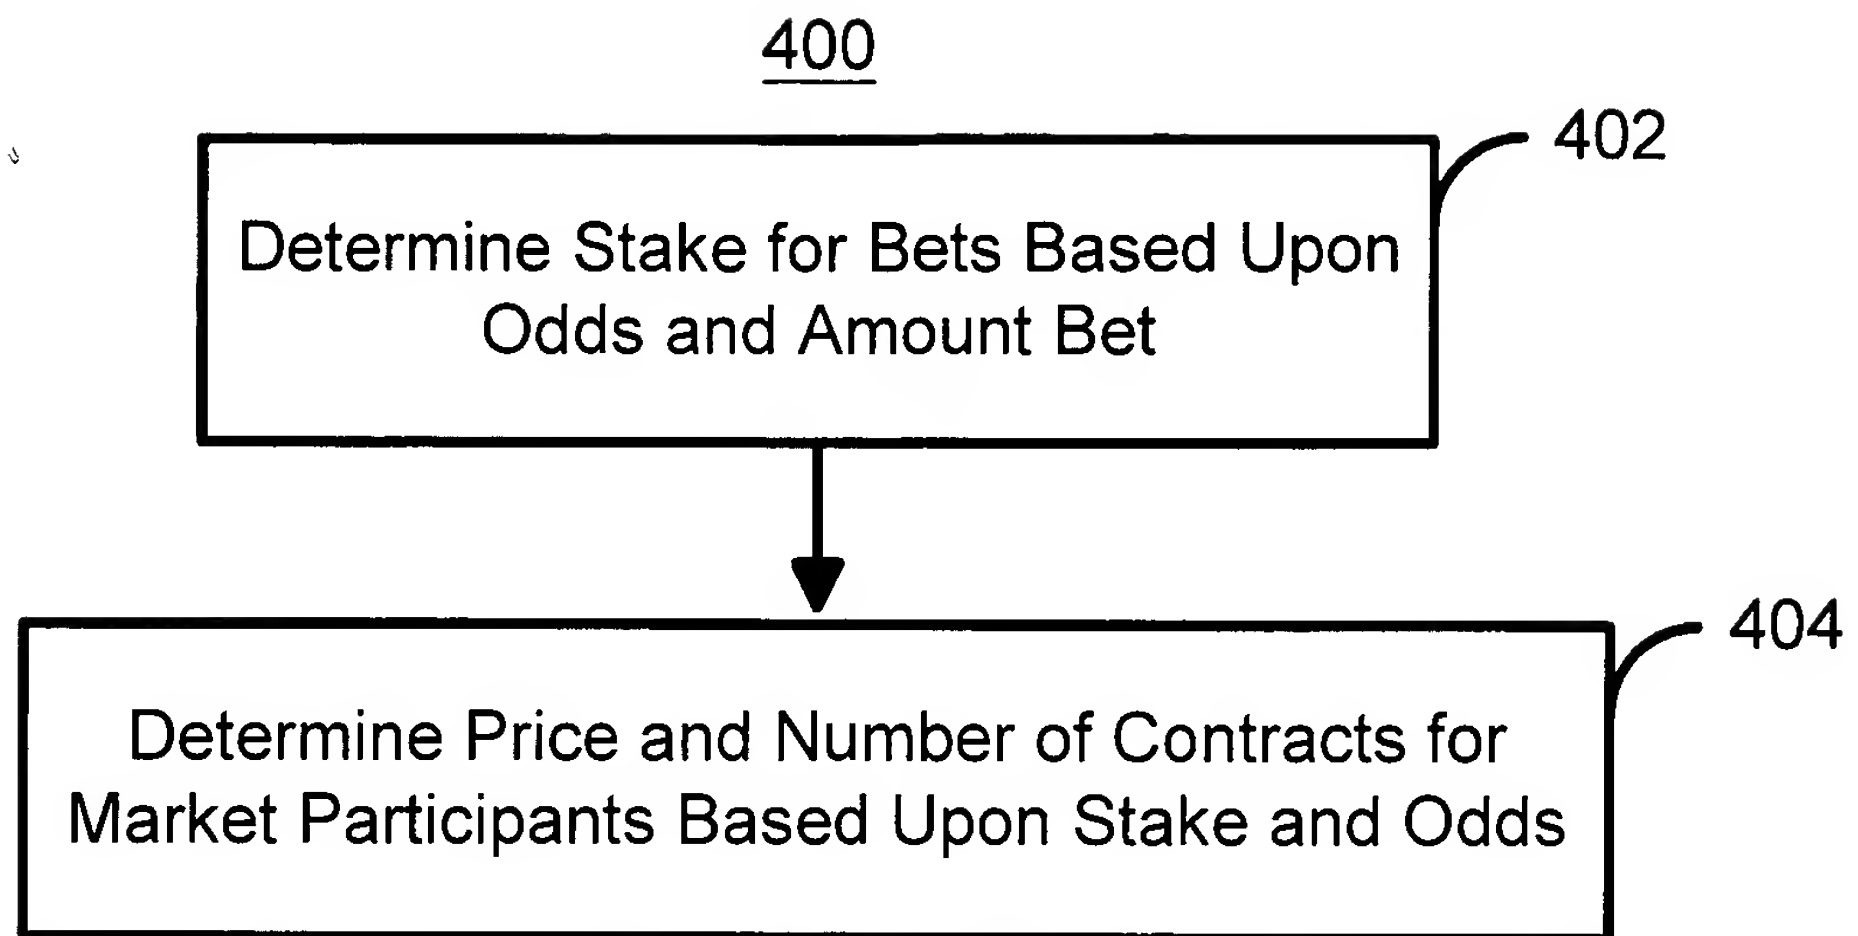 400
402
Determine Stake for Bets Based Upon
Odds and Amount Bet
404
Determine Price and Number of Contracts for
Market Participants Based Upon Stake and Odds